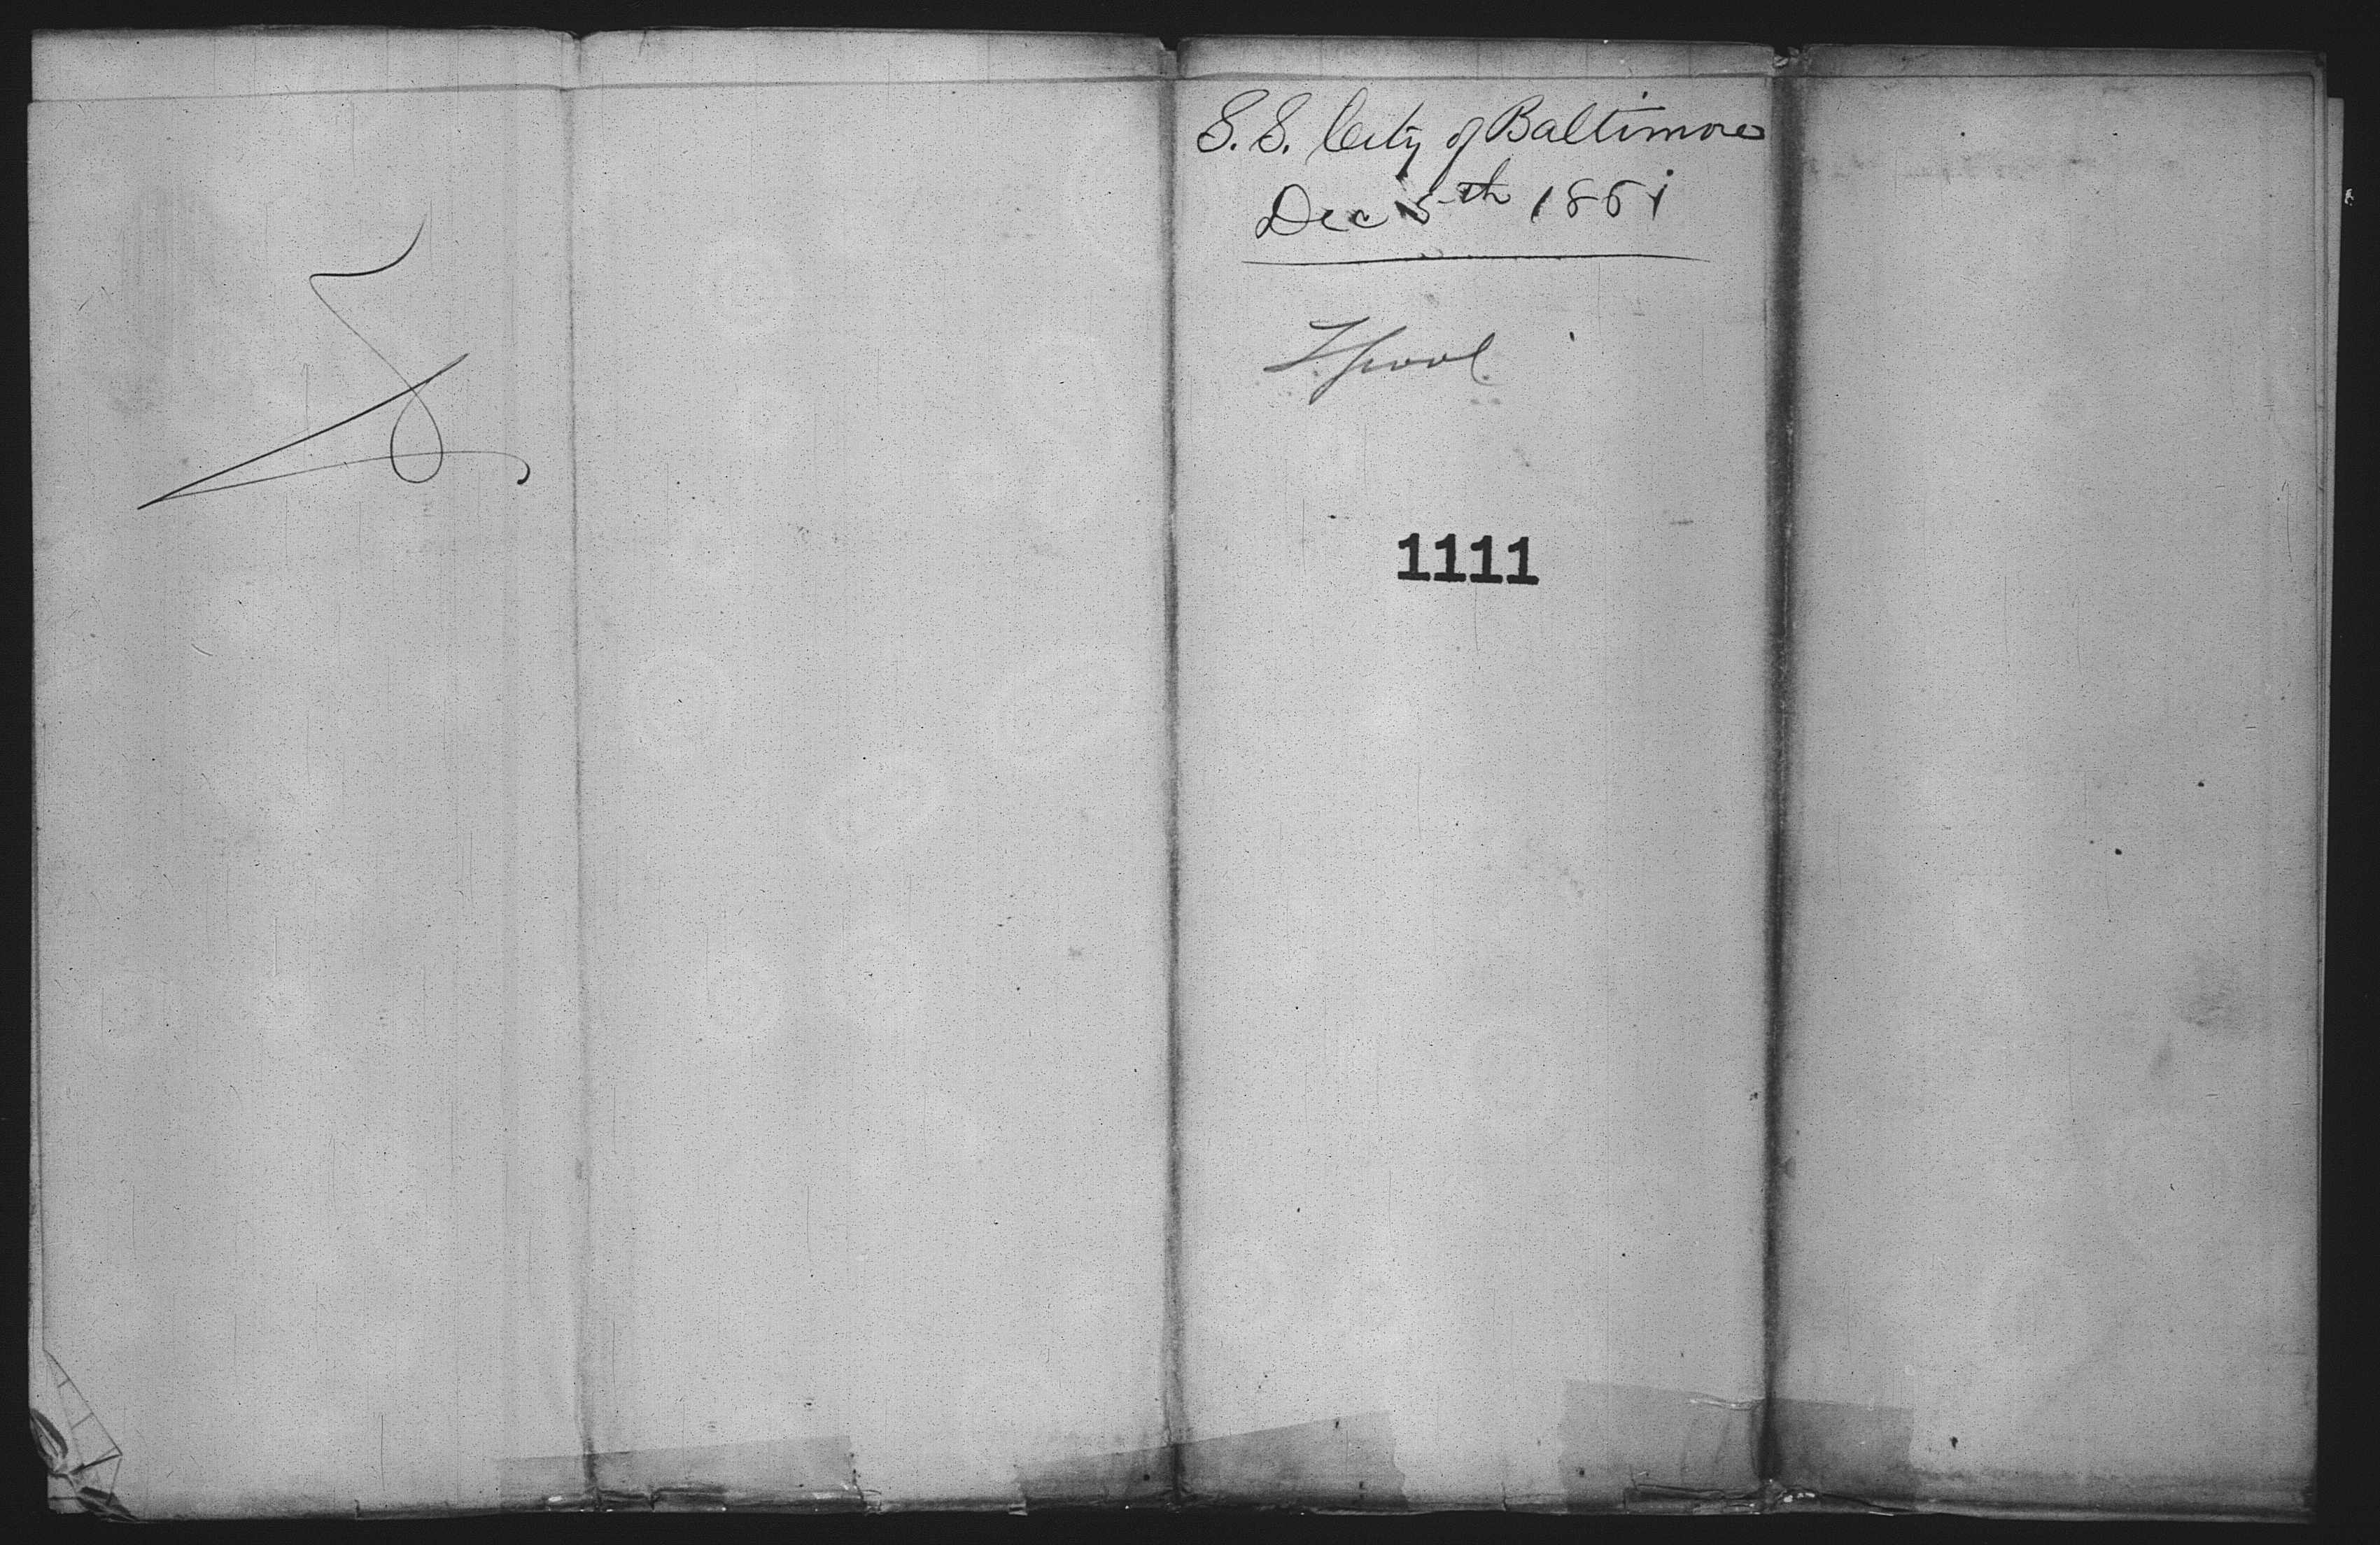 S. S. City of Baltimore
Dec 5th 1861
L.pool.
1111